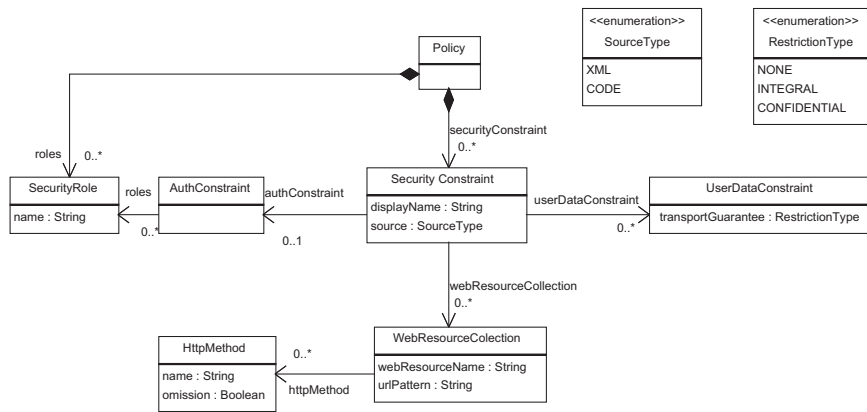 <<enumeration>>
SourceType
XML
CODE
<<enumeration>>
RestrictionType
NONE
INTEGRAL
CONFIDENTIAL
Policy
securityConstraint
0..*
roles
0..*
SecurityRole
name : String
roles
0..*
AuthConstraint
authConstraint
0..1
Security Constraint
displayName : String
source : SourceType
userDataConstraint
0..*
UserDataConstraint
transportGuarantee : RestrictionType
webResourceCollection
0..*
HttpMethod
name : String
omission : Boolean
0..*
httpMethod
WebResourceColection
webResourceName : String
urlPattern : String